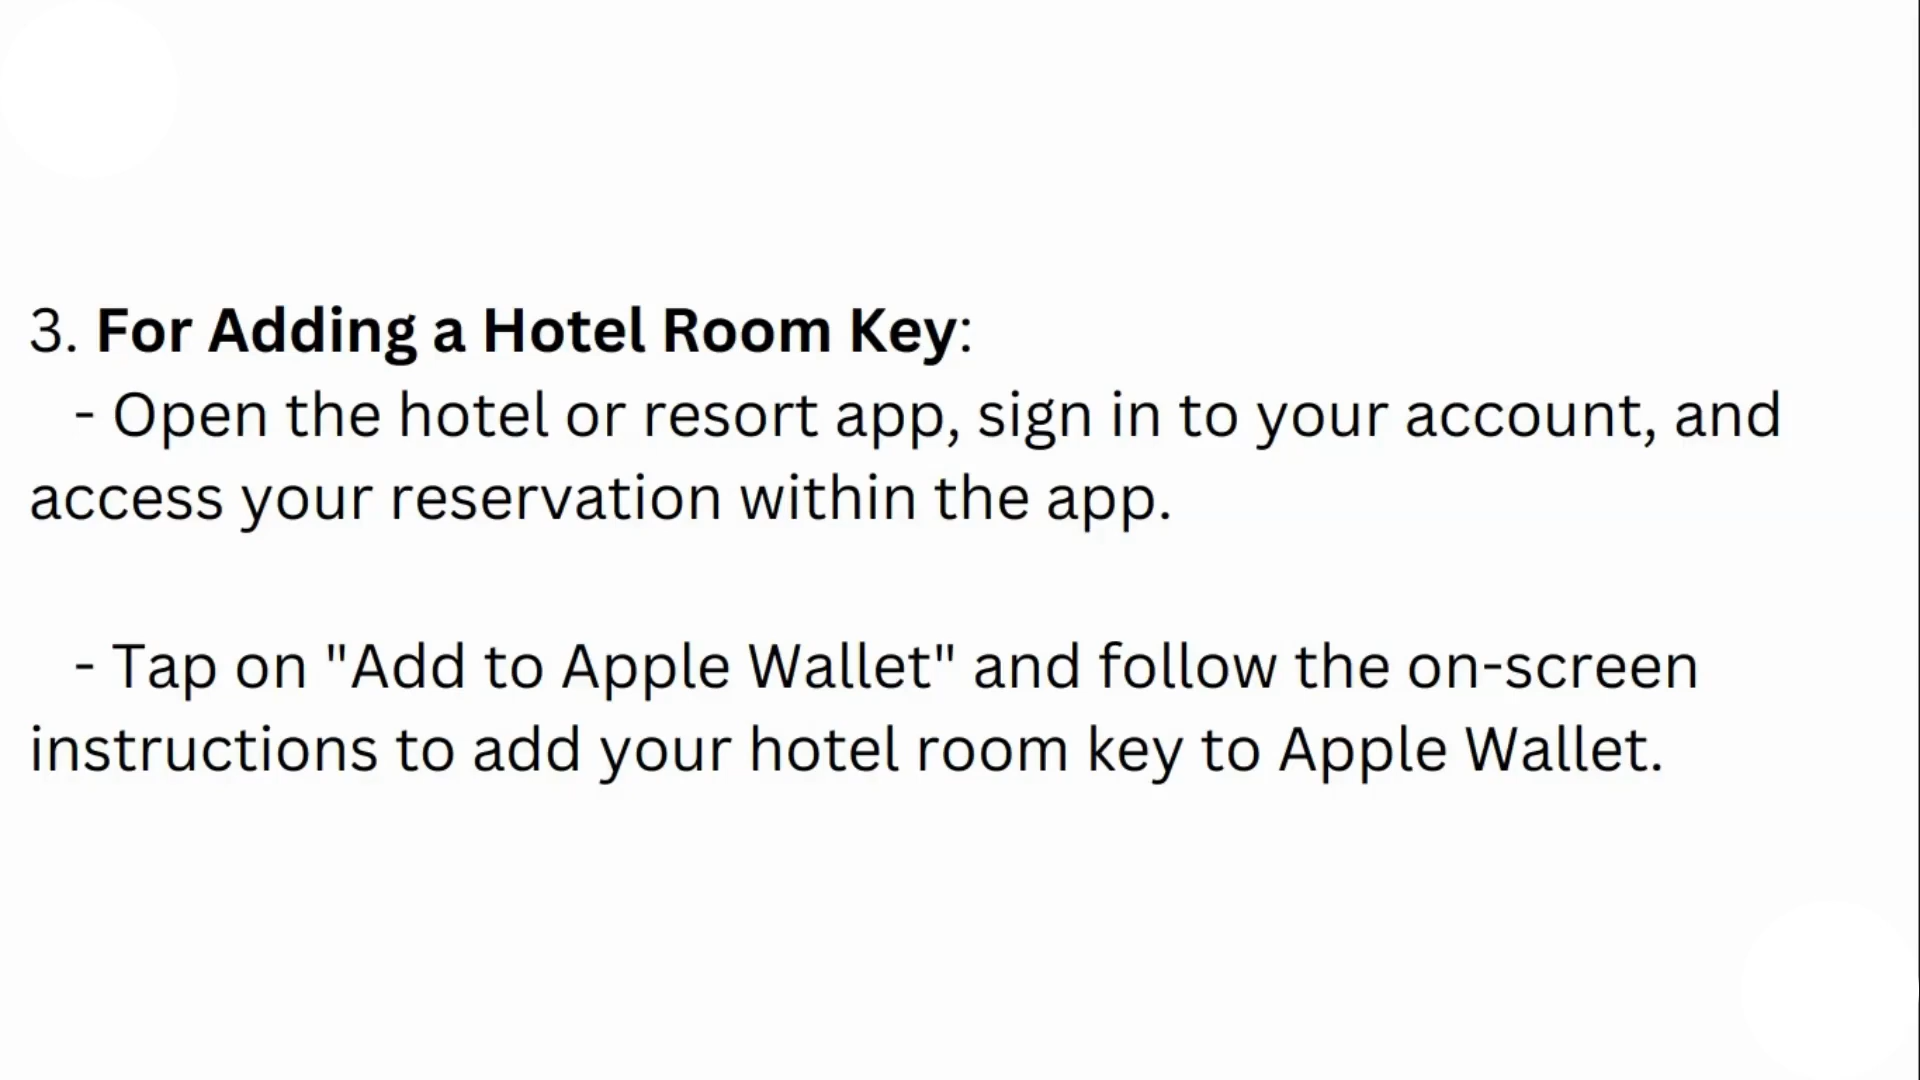 3. For Adding a Hotel Room Key:
- Open the hotel or resort app, sign in to your account, and
access your reservation within the app.
- Tap on "Add to Apple Wallet" and follow the on-screen
instructions to add your hotel room key to Apple Wallet.